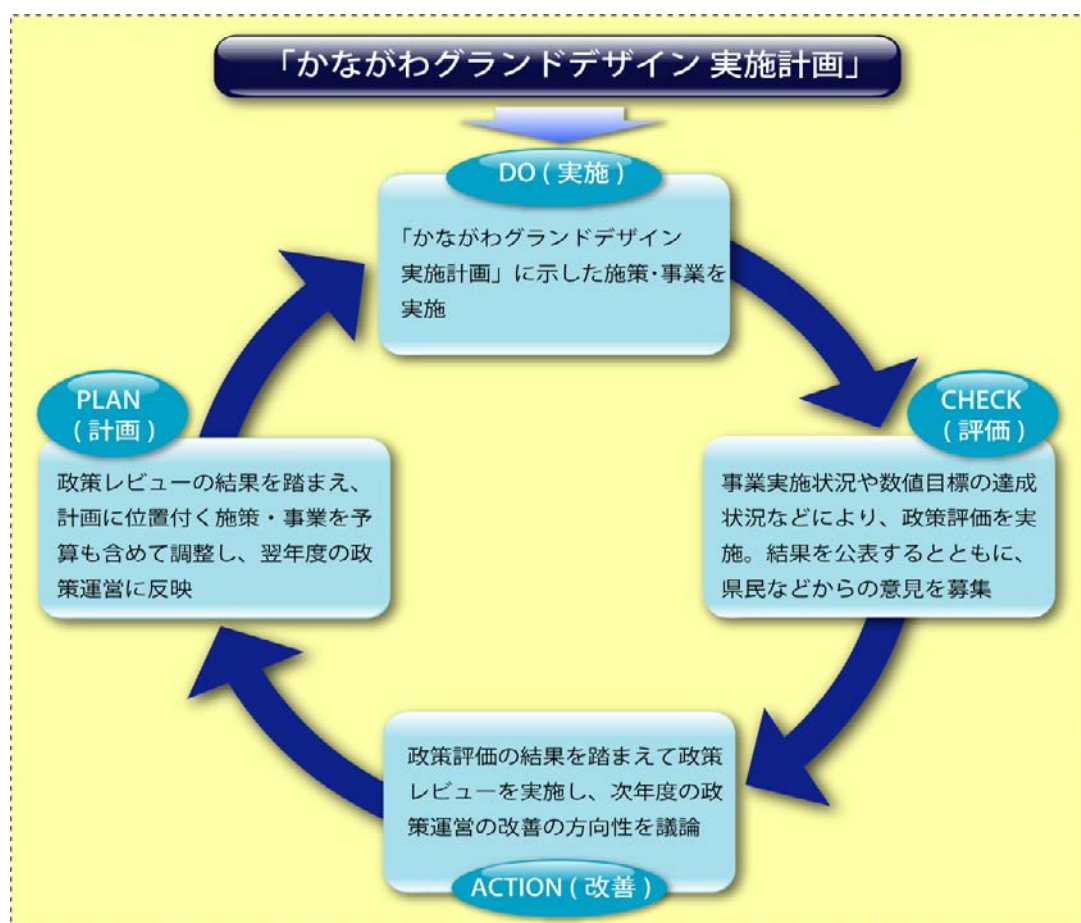 「かながわグランドデザイン 実施計画」
DO ( 実施 )
「かながわグランドデザイン
実施計画」に示した施策・事業を
実施
CHECK
( 評価 )
事業実施状況や数値目標の達成
状況などにより、政策評価を実
施。結果を公表するとともに、
県民などからの意見を募集
政策評価の結果を踏まえて政策
レビューを実施し、次年度の政
策運営の改善の方向性を議論
ACTION ( 改善 )
PLAN
( 計画 )
政策レビューの結果を踏まえ、
計画に位置付く施策・事業を予
算も含めて調整し、翌年度の政
策運営に反映